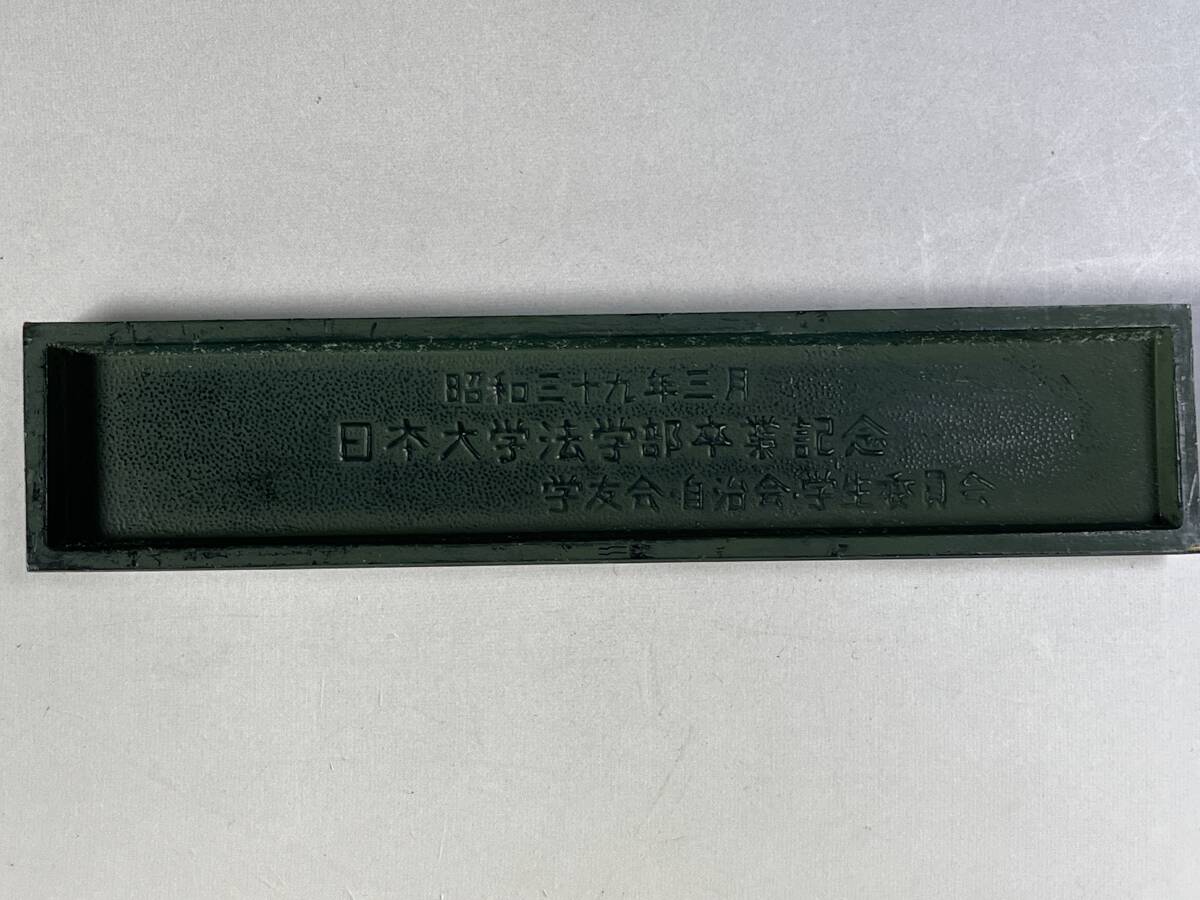 昭和三十九年三月
日本大学法学部卒業記念
学友会・自治会・学生委員会